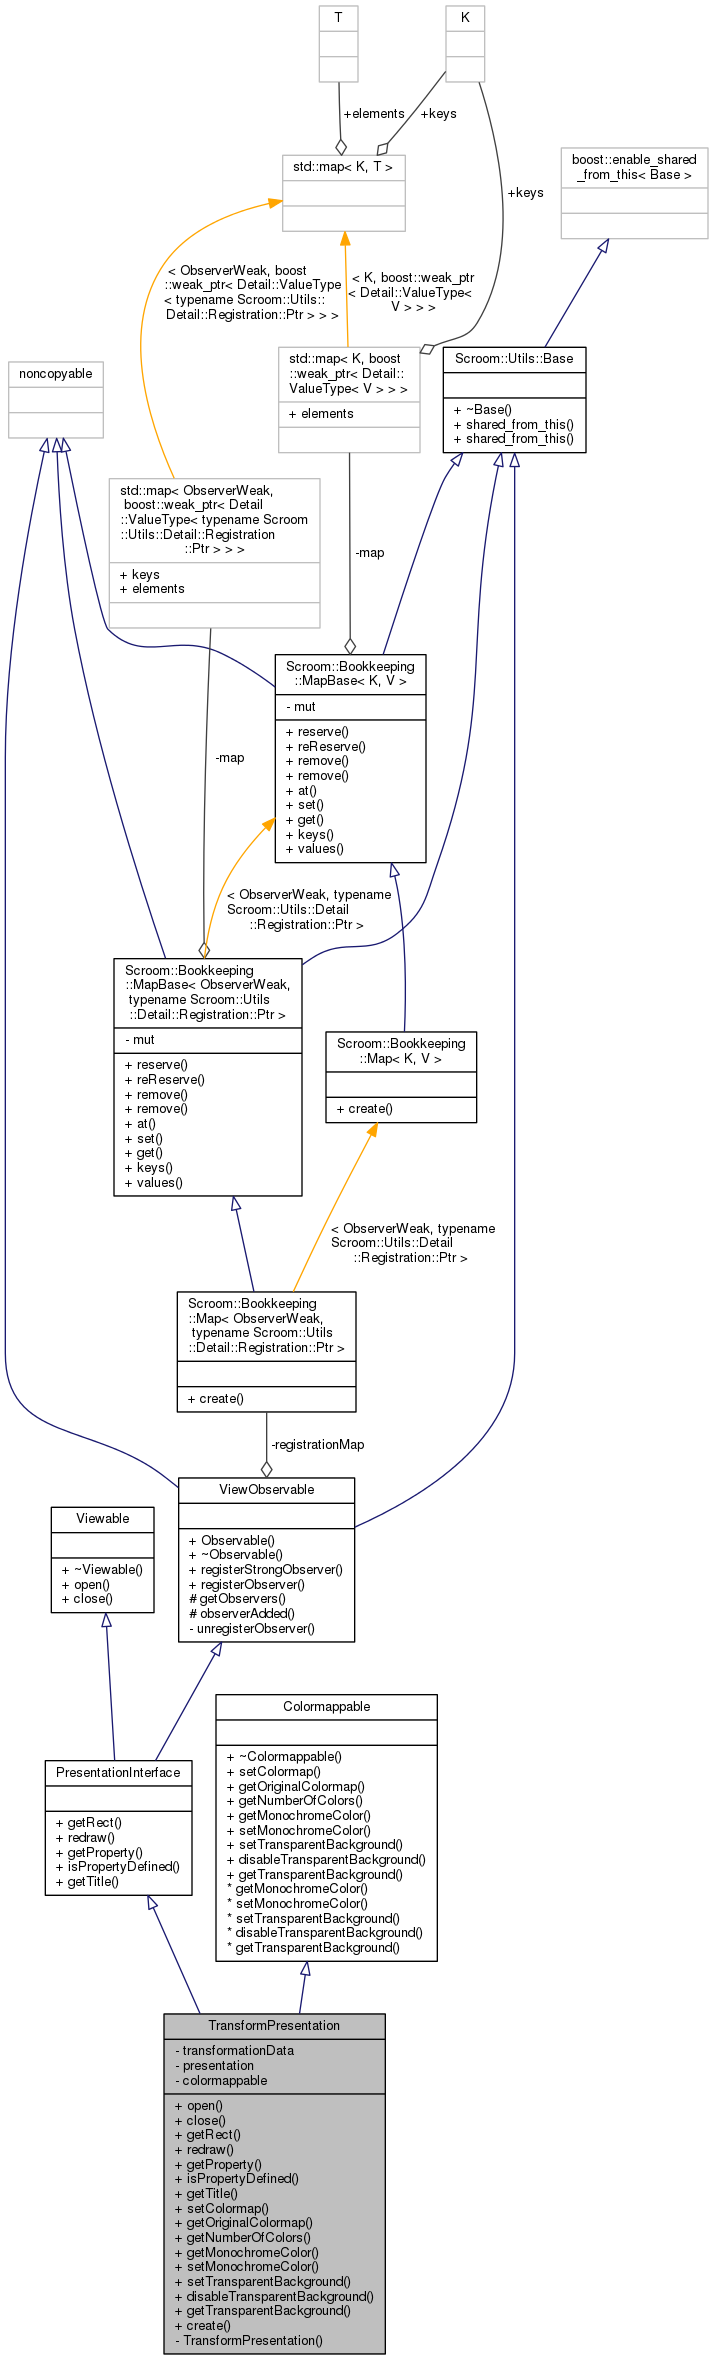 T
K
+elements
+keys
std::map< K, T >
boost::enable_shared
_from_this< Base >
+keys
< ObserverWeak, boost
::weak_ptr< Detail::ValueType
< typename Scroom::Utils::
Detail::Registration::Ptr > > >
< K, boost::weak_ptr
< Detail::ValueType<
V > > >
noncopyable
std::map< K, boost
::weak_ptr< Detail::
ValueType< V > > >
+ elements
Scroom::Utils::Base
+ ~Base()
+ shared_from_this()
+ shared_from_this()
std::map< ObserverWeak,
boost::weak_ptr< Detail
::ValueType< typename Scroom
::Utils::Detail::Registration
::Ptr > > >
+ keys
+ elements
-map
Scroom::Bookkeeping
::MapBase< K, V >
- mut
+ reserve()
+ reReserve()
+ remove()
+ remove()
+ at()
+ set()
+ get()
+ keys()
+ values()
-map
< ObserverWeak, typename
Scroom::Utils::Detail
::Registration::Ptr >
Scroom::Bookkeeping
::MapBase< ObserverWeak,
typename Scroom::Utils
::Detail::Registration::Ptr >
- mut
+ reserve()
+ reReserve()
+ remove()
+ remove()
+ at()
+ set()
+ get()
+ keys()
+ values()
Scroom::Bookkeeping
::Map< K, V >
+ create()
< ObserverWeak, typename
Scroom::Utils::Detail
::Registration::Ptr >
Scroom::Bookkeeping
::Map< ObserverWeak,
typename Scroom::Utils
::Detail::Registration::Ptr >
+ create()
-registrationMap
Viewable
+ ~Viewable()
+ open()
+ close()
ViewObservable
+ Observable()
+ ~Observable()
+ registerStrongObserver()
+ registerObserver()
# getObservers()
# observerAdded()
- unregisterObserver()
PresentationInterface
+ getRect()
+ redraw()
+ getProperty()
+ isPropertyDefined()
+ getTitle()
Colormappable
+ ~Colormappable()
+ setColormap()
+ getOriginalColormap()
+ getNumberOfColors()
+ getMonochromeColor()
+ setMonochromeColor()
+ setTransparentBackground()
+ disableTransparentBackground()
+ getTransparentBackground()
* getMonochromeColor()
* setMonochromeColor()
* setTransparentBackground()
* disableTransparentBackground()
* getTransparentBackground()
TransformPresentation
- transformationData
- presentation
- colormappable
+ open()
+ close()
+ getRect()
+ redraw()
+ getProperty()
+ isPropertyDefined()
+ getTitle()
+ setColormap()
+ getOriginalColormap()
+ getNumberOfColors()
+ getMonochromeColor()
+ setMonochromeColor()
+ setTransparentBackground()
+ disableTransparentBackground()
+ getTransparentBackground()
+ create()
- TransformPresentation()